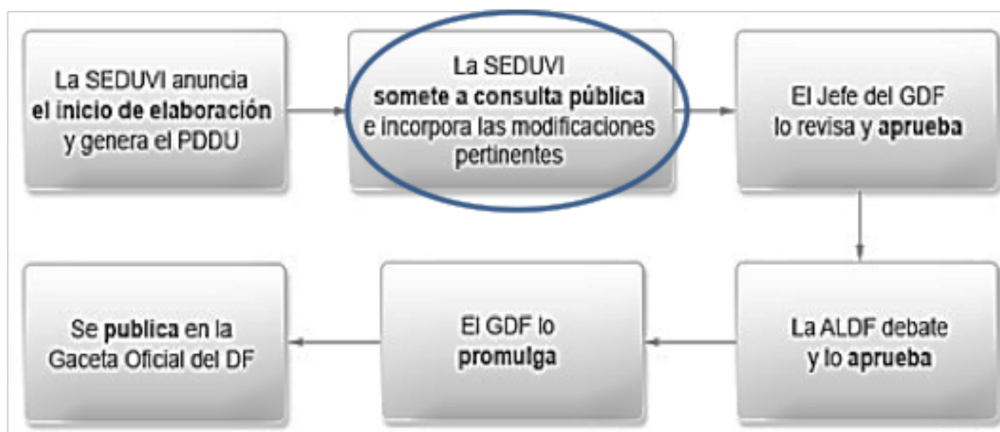 La SEDUVI anuncia
el inicio de elaboración
y genera el PDDU
La SEDUVI
somete a consulta pública
e incorpora las modificaciones
pertinentes
El Jefe del GDF
lo revisa y aprueba
La ALDF debate
y lo aprueba
El GDF lo
promulga
Se publica en la
Gaceta Oficial del DF